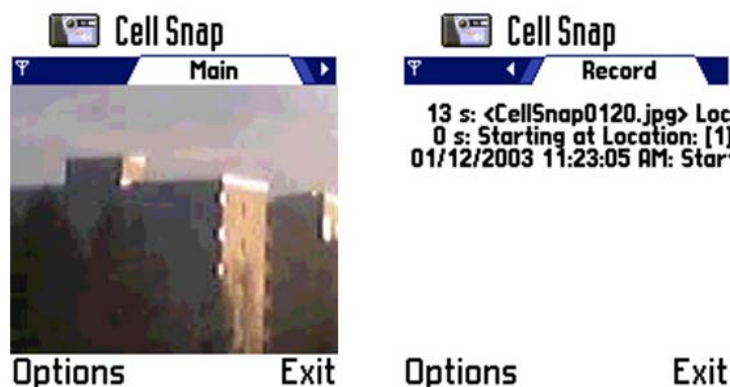 Cell Snap
Main
Options Exit
Cell Snap
Record
13 s: <CellSnap0120.jpg> Loc
0 s: Starting at Location: [1]
01/12/2003 11:23:05 AM: Start
Options Exit